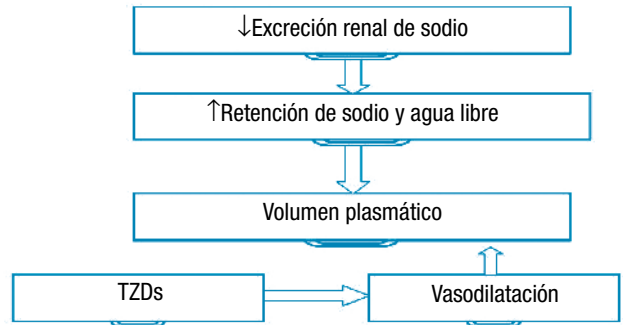 ↓Excreción renal de sodio
↑Retención de sodio y agua libre
Volumen plasmático
TZDs
Vasodilatación